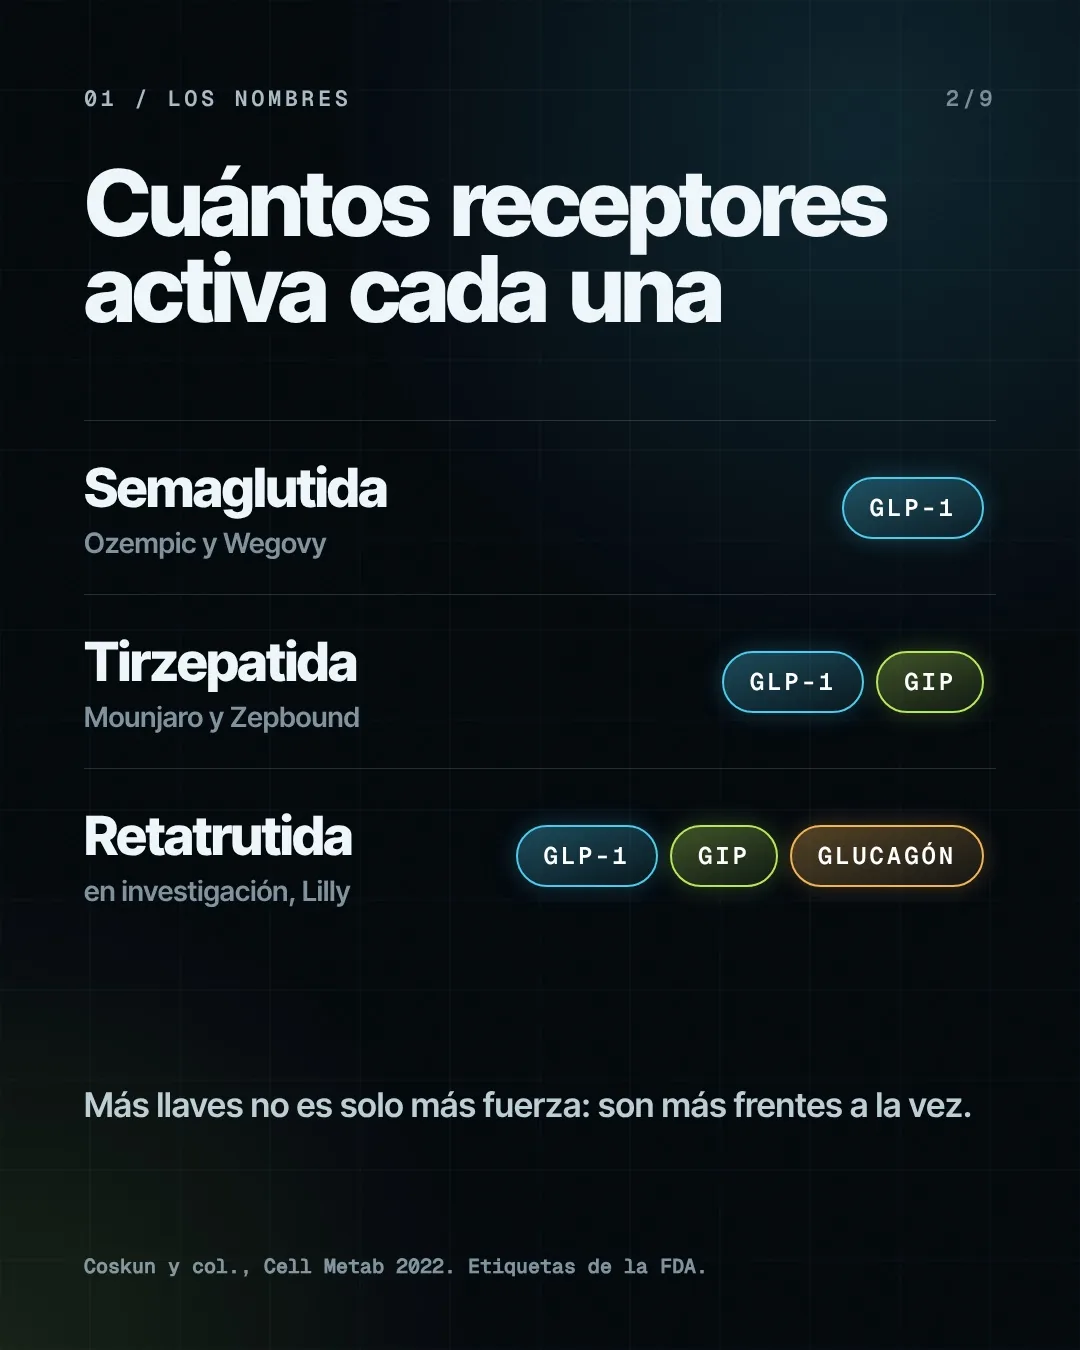 01 / LOS NOMBRES
2/9
Cuántos receptores
activa cada una
Semaglutida
Ozempic y Wegovy
GLP-1
Tirzepatida
Mounjaro y Zepbound
GLP-1 GIP
Retatrutida
en investigación, Lilly
GLP-1 GIP GLUCAGÓN
Más llaves no es solo más fuerza: son más frentes a la vez.
Coskun y col., Cell Metab 2022. Etiquetas de la FDA.